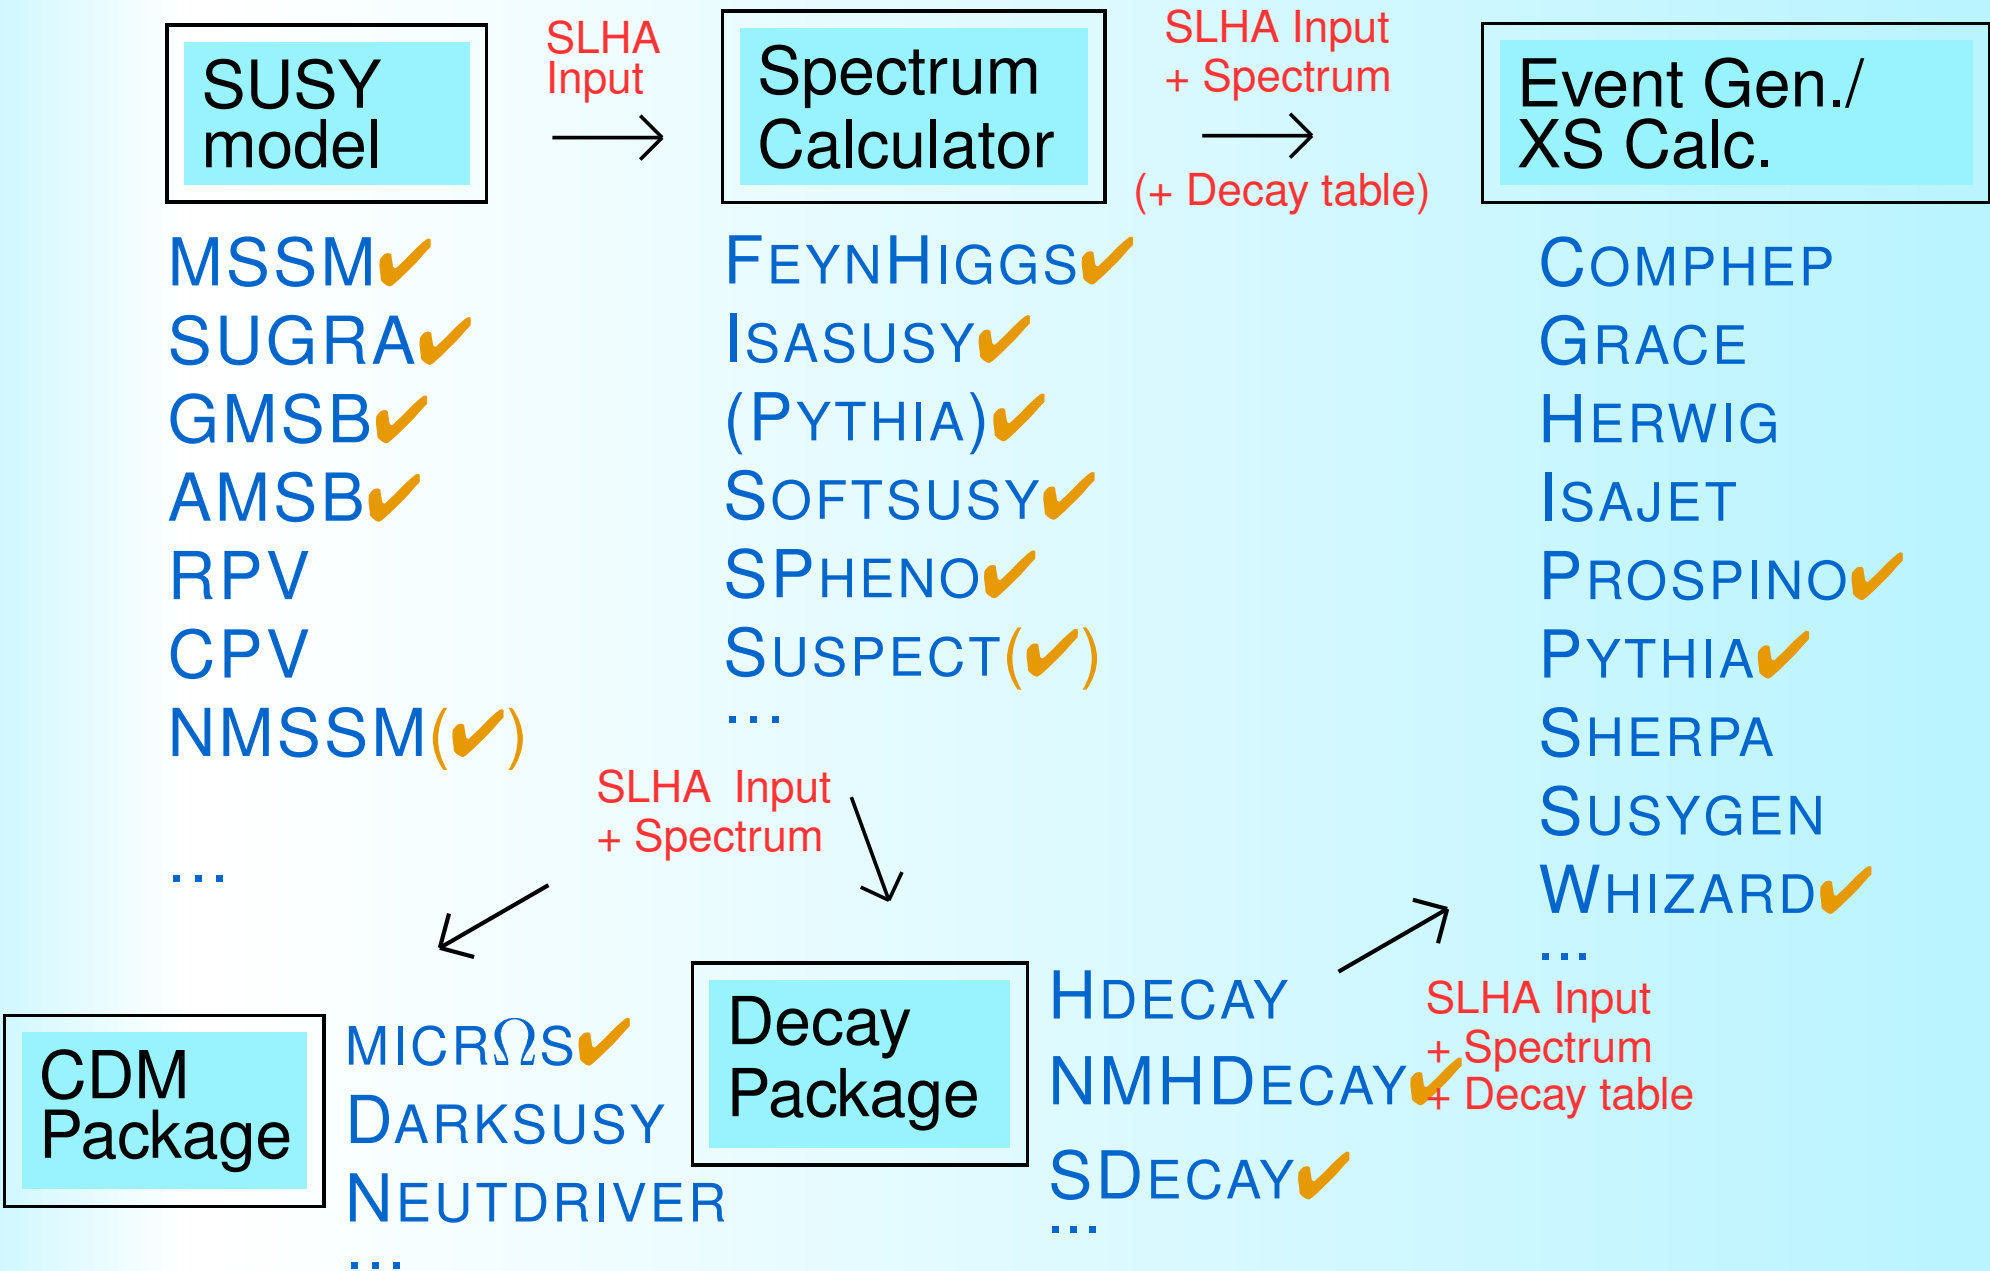 SUSY
model
SLHA
Input
Spectrum
Calculator
SLHA Input
+ Spectrum
(+ Decay table)
Event Gen./
XS Calc.
MSSM✔
SUGRA✔
GMSB✔
AMSB✔
RPV
CPV
NMSSM(✔)
...
FEYNHIGGS✔
ISASUSY✔
(PYTHIA)✔
SOFTSUSY✔
SPHENO✔
SUSPECT(✔)
...
COMPHEP
GRACE
HERWIG
ISAJET
PROSPINO✔
PYTHIA✔
SHERPA
SUSYGEN
WHIZARD✔
...
SLHA Input
+ Spectrum
CDM
Package
MICRΩS✔
DARKSUSY
NEUTDRIVER
...
Decay
Package
HDECAY
NMHDECAY✔
SDECAY✔
...
SLHA Input
+ Spectrum
+ Decay table